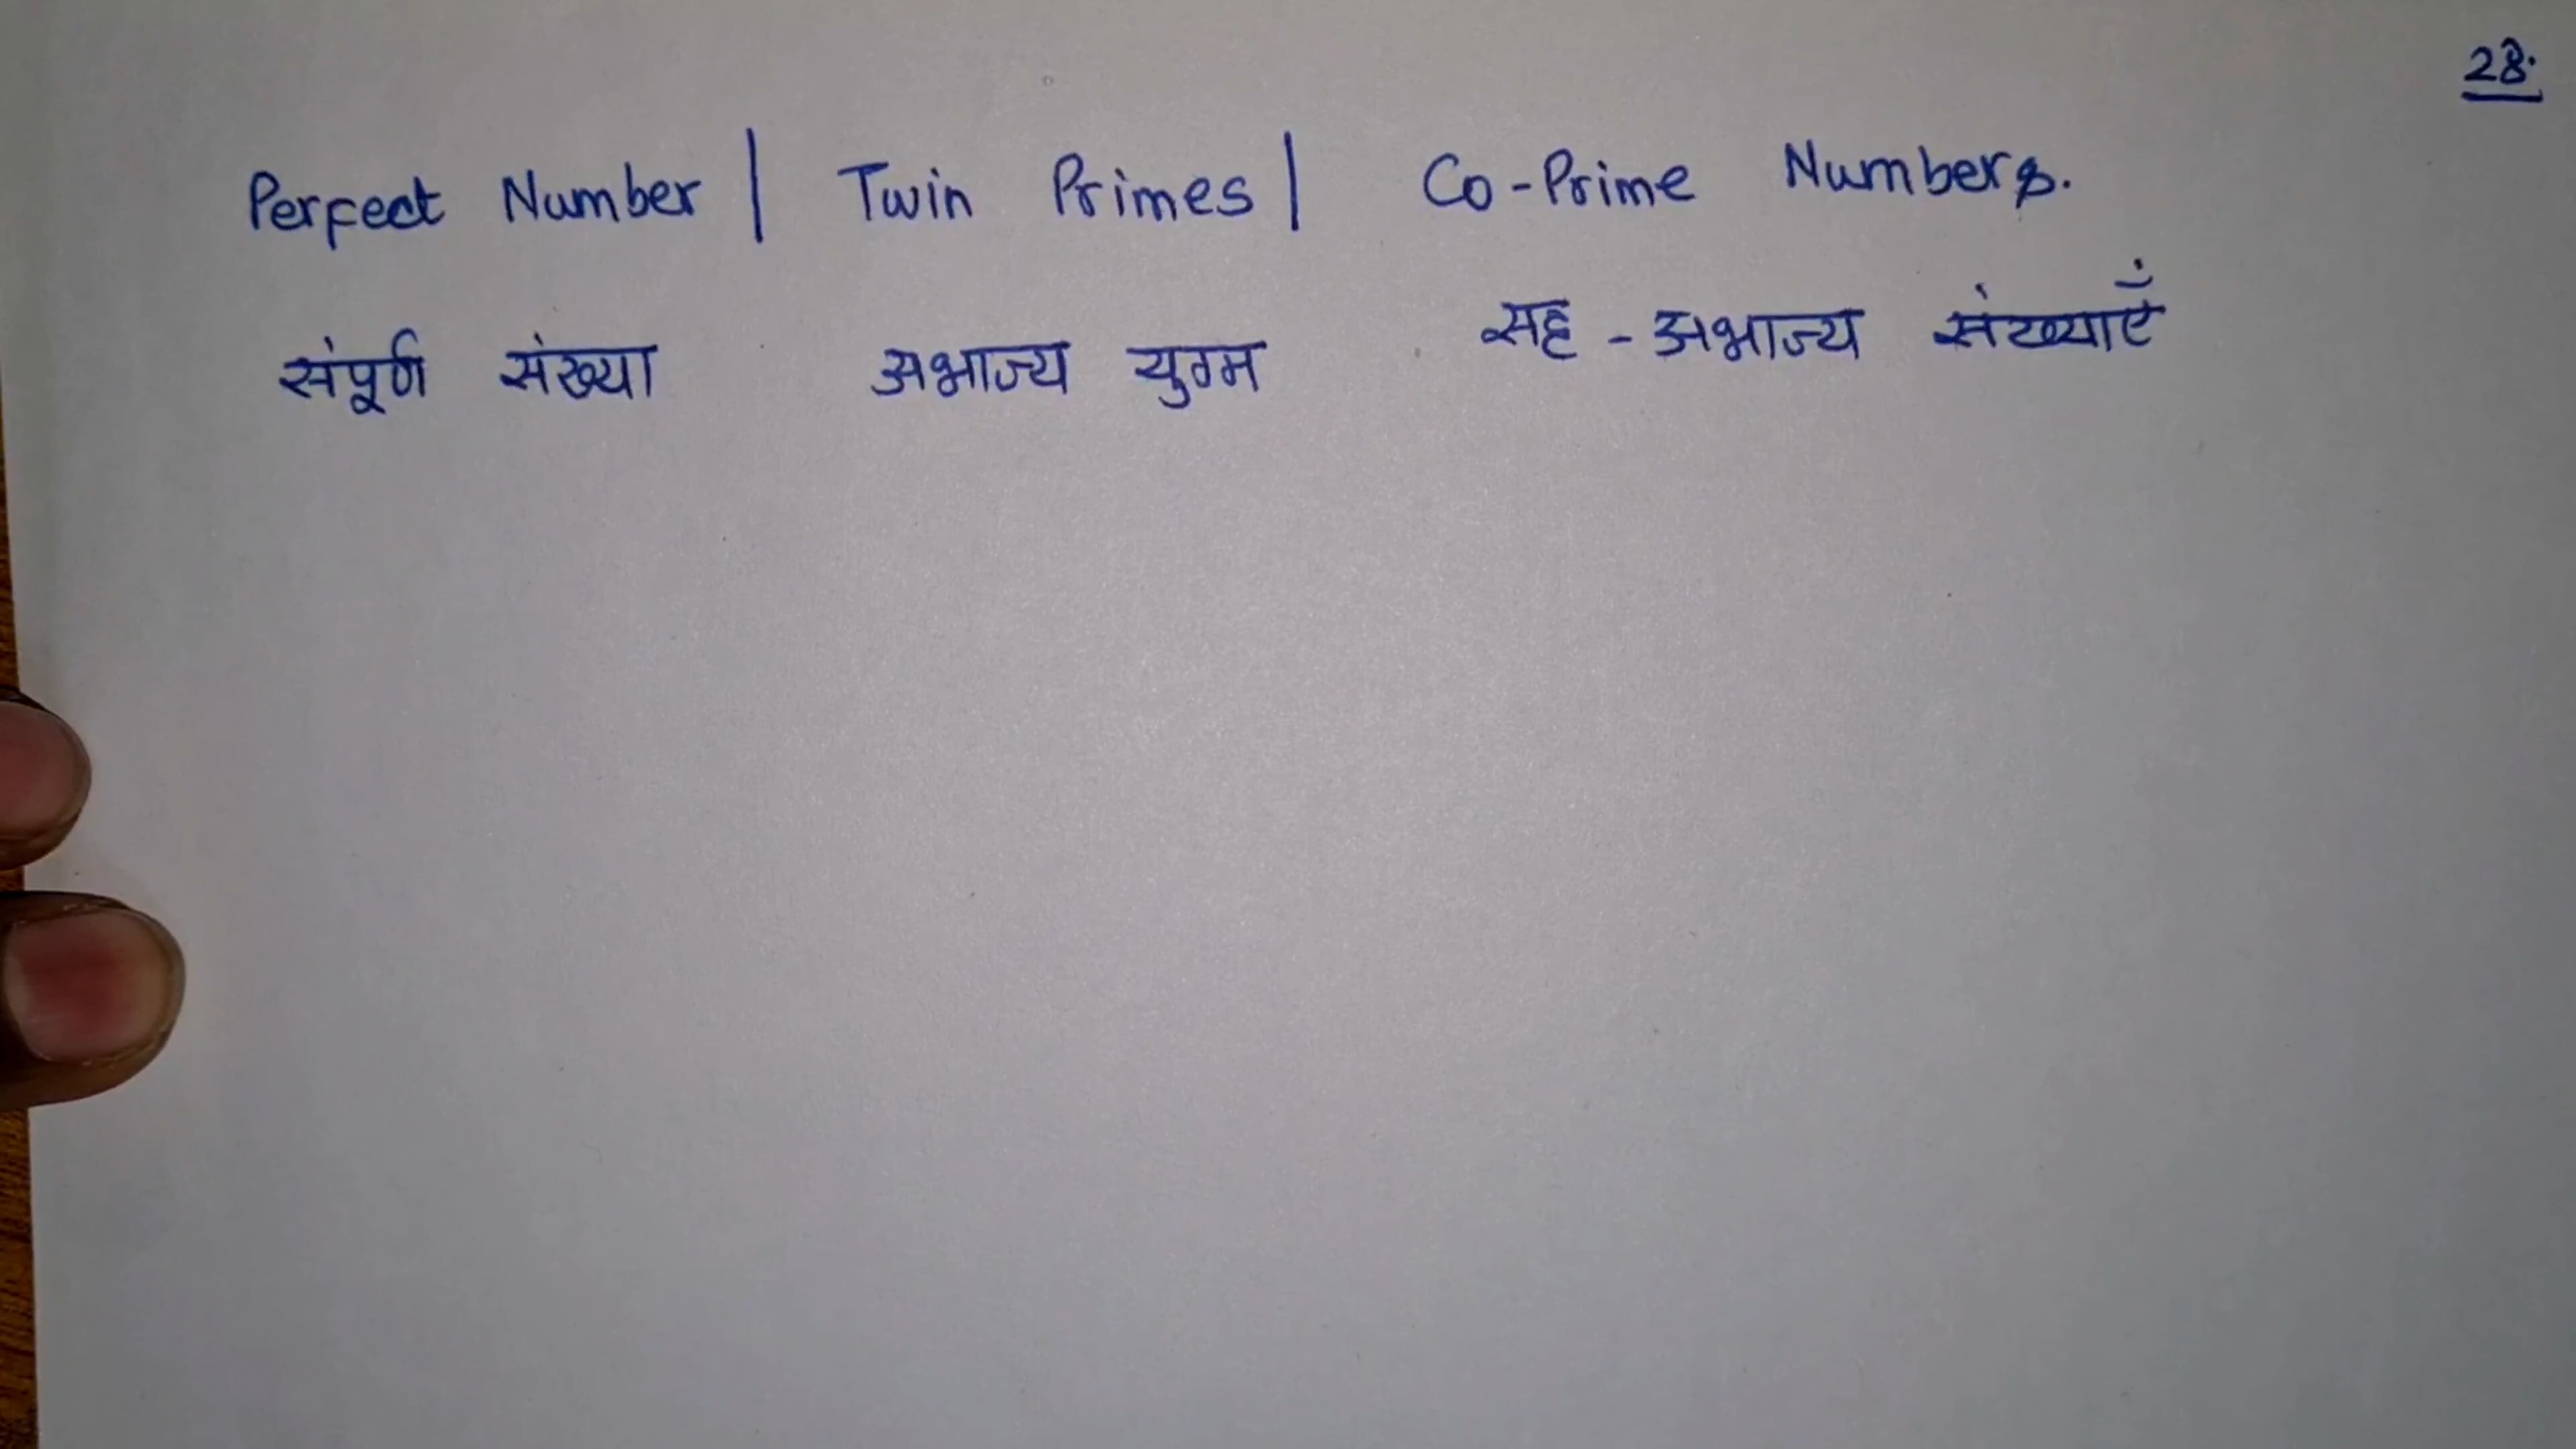 28.
Perfect Number | Twin Primes | Co-Prime Numbers.
संपूर्ण संख्या अभाज्य युग्म सह - अभाज्य संख्याएँ